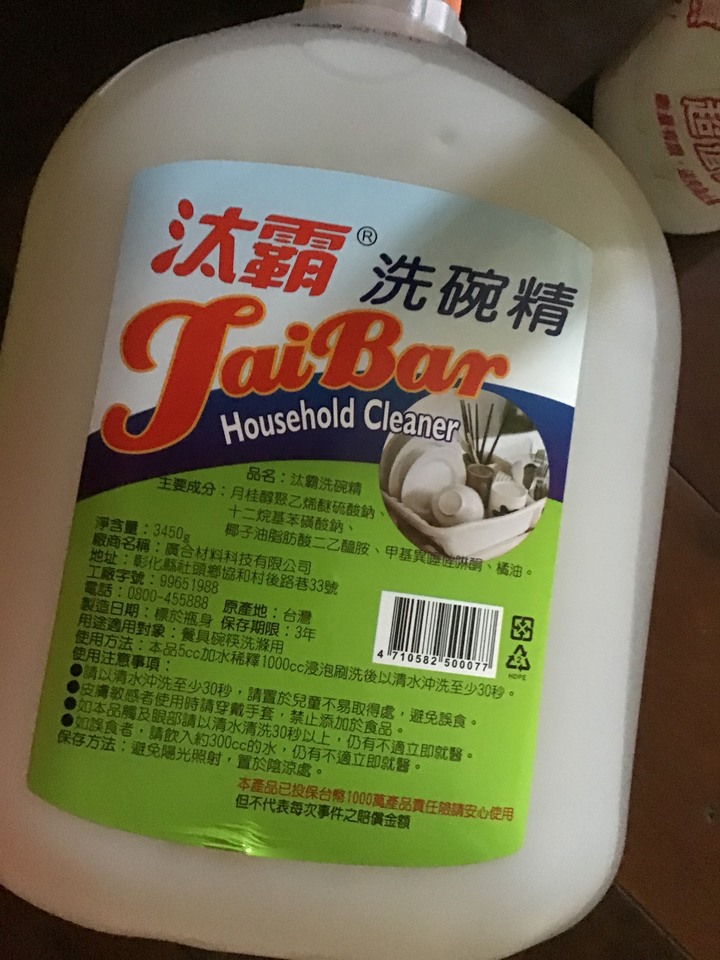 汰霸® 洗碗精
TaiBar
Household Cleaner
品名：汰霸洗碗精
主要成分：月桂醇聚乙烯醚硫酸鈉、
十二烷基苯磺酸鈉、
椰子油脂肪酸二乙醯胺、甲基異噻唑啉酮、橘油。
淨含量：3450g
廠商名稱：廣合材料科技有限公司
地址：彰化縣社頭鄉協和村後路巷33號
工廠字號：99651988
電話：0800-455888 原產地：台灣
製造日期：標於瓶身 保存期限：3年
用途適用對象：餐具碗筷洗滌用
使用方法：本品5cc加水稀釋1000cc浸泡刷洗後以清水沖洗至少30秒。
使用注意事項：
●請以清水沖洗至少30秒，請置於兒童不易取得處，避免誤食。
●皮膚敏感者使用時請穿戴手套，禁止添加於食品。
●如本品觸及眼部請以清水清洗30秒以上，仍有不適立即就醫。
●如誤食者，請飲入約300cc的水，仍有不適立即就醫。
保存方法：避免陽光照射，置於陰涼處。
4 710582 500077
HDPE
本產品已投保台幣1000萬產品責任險請安心使用
但不代表每次事件之賠償金額